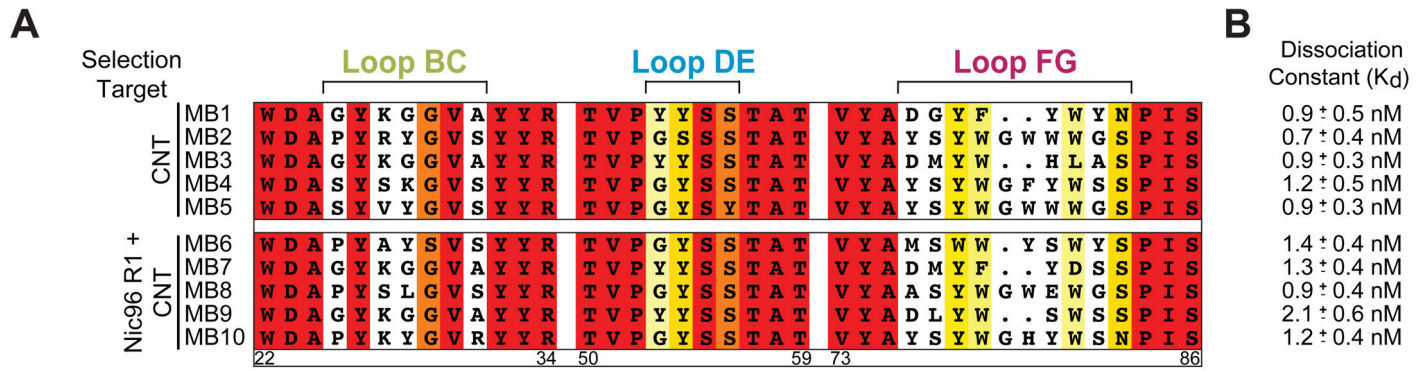 A
B
Selection
Target
Loop BC
Loop DE
Loop FG
Dissociation
Constant (Kd)
CNT
MB1 W D A G Y K G G V A Y Y R T V P Y Y S S T A T V Y A D G Y F . . Y W Y N P I S 0.9 ± 0.5 nM
MB2 W D A P Y R Y G V S Y Y R T V P G S S S T A T V Y A Y S Y W G W W W G S P I S 0.7 ± 0.4 nM
MB3 W D A G Y K G G V A Y Y R T V P Y Y S S T A T V Y A D M Y W . . H L A S P I S 0.9 ± 0.3 nM
MB4 W D A S Y S K G V S Y Y R T V P G Y S S T A T V Y A Y S Y W G F Y W S S P I S 1.2 ± 0.5 nM
MB5 W D A S Y V Y G V S Y Y R T V P G Y S Y T A T V Y A Y S Y W G W W W G S P I S 0.9 ± 0.3 nM
Nic96 R1 +
CNT
MB6 W D A P Y A Y S V S Y Y R T V P G Y S S T A T V Y A M S W W . Y S W Y S P I S 1.4 ± 0.4 nM
MB7 W D A G Y K G G V A Y Y R T V P Y Y S S T A T V Y A D M Y F . . Y D S S P I S 1.3 ± 0.4 nM
MB8 W D A P Y S L G V S Y Y R T V P G Y S S T A T V Y A A S Y W G W E W G S P I S 0.9 ± 0.4 nM
MB9 W D A G Y K G G V A Y Y R T V P Y Y S S T A T V Y A D L Y W . . S W S S P I S 2.1 ± 0.6 nM
MB10 W D A P Y K Y G V R Y Y R T V P G Y S S T A T V Y A Y S Y W G H Y W S N P I S 1.2 ± 0.4 nM
22 34 50 59 73 86